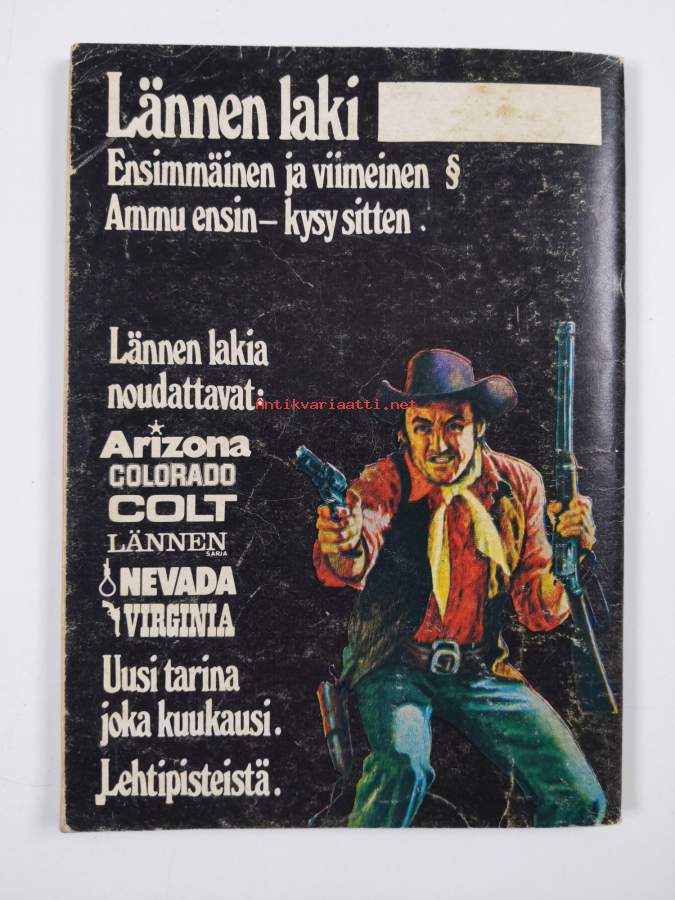 Lännen laki
Ensimmäinen ja viimeinen §
Ammu ensin – kysy sitten .
Lännen lakia
noudattavat:
Antikvariaatti.net
Arizona
COLORADO
COLT
LÄNNEN
SARJA
NEVADA
VIRGINIA
Uusi tarina
joka kuukausi.
Lehtipisteistä.